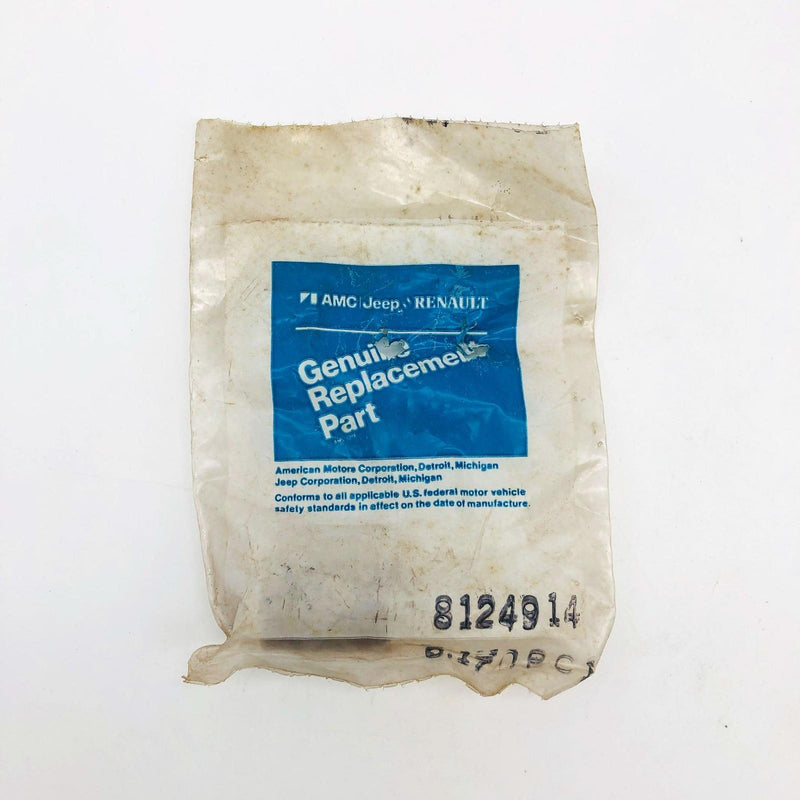 AMC Jeep RENAULT
Genuine
Replacement
Part
American Motors Corporation, Detroit, Michigan
Jeep Corporation, Detroit, Michigan
Conforms to all applicable U.S. federal motor vehicle
safety standards in effect on the date of manufacture.
8124914